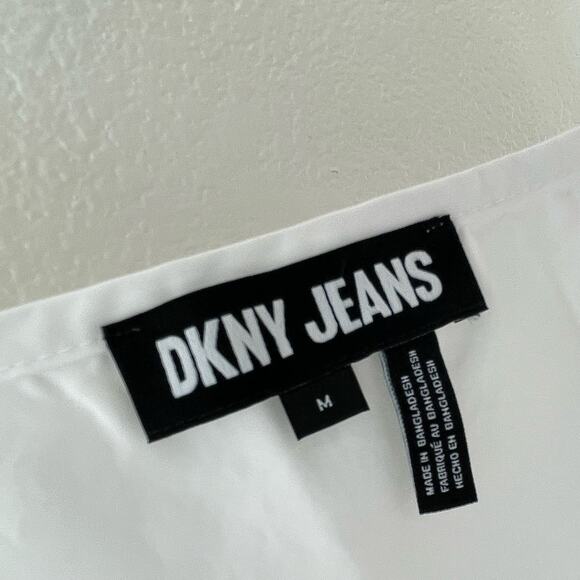 DKNY JEANS
M
MADE IN BANGLADESH
FABRIQUÉ AU BANGLADESH
HECHO EN BANGLADESH